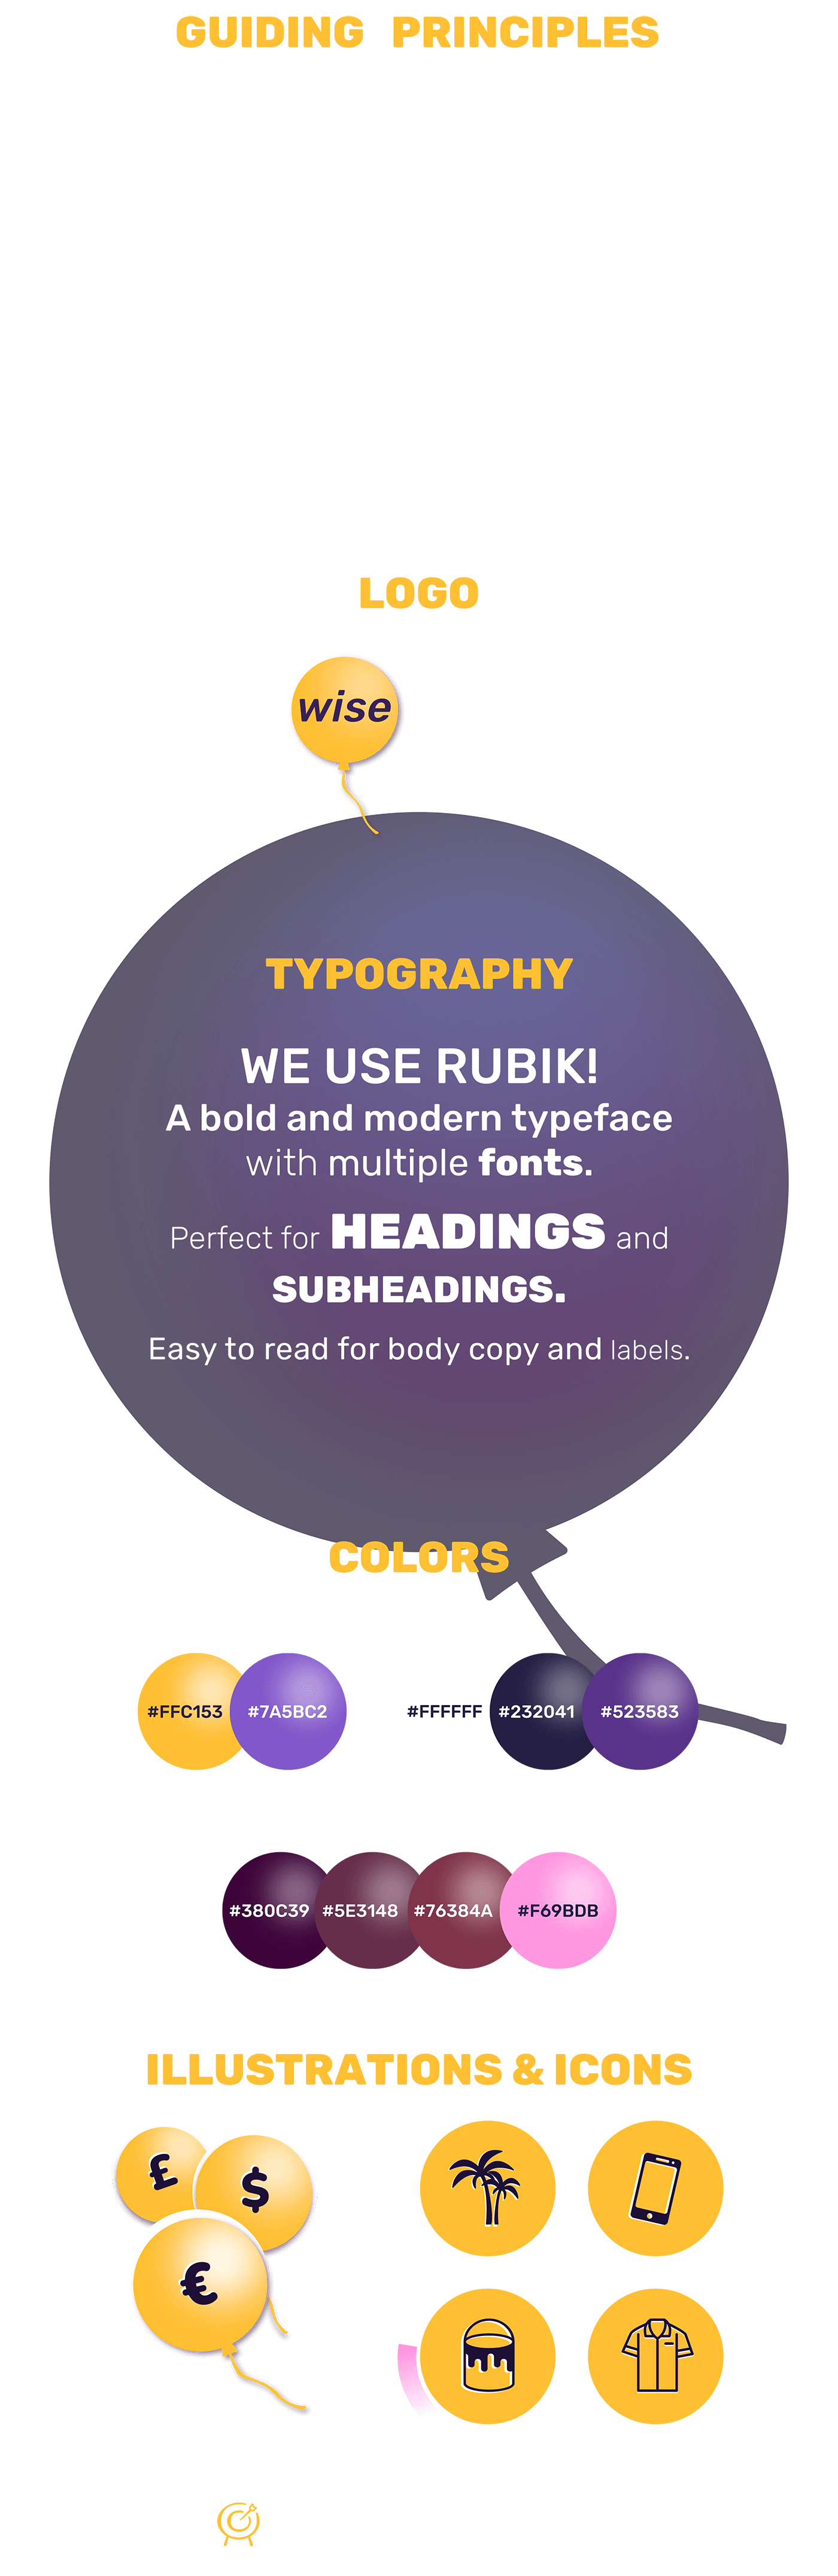 GUIDING PRINCIPLES
LOGO
wise
TYPOGRAPHY
WE USE RUBIK!
A bold and modern typeface
with multiple fonts.
Perfect for HEADINGS and
SUBHEADINGS.
Easy to read for body copy and labels.
COLORS
#FFC153 #7A5BC2 #FFFFFF #232041 #523583
#380C39 #5E3148 #76384A #F69BDB
ILLUSTRATIONS & ICONS
£ $
€